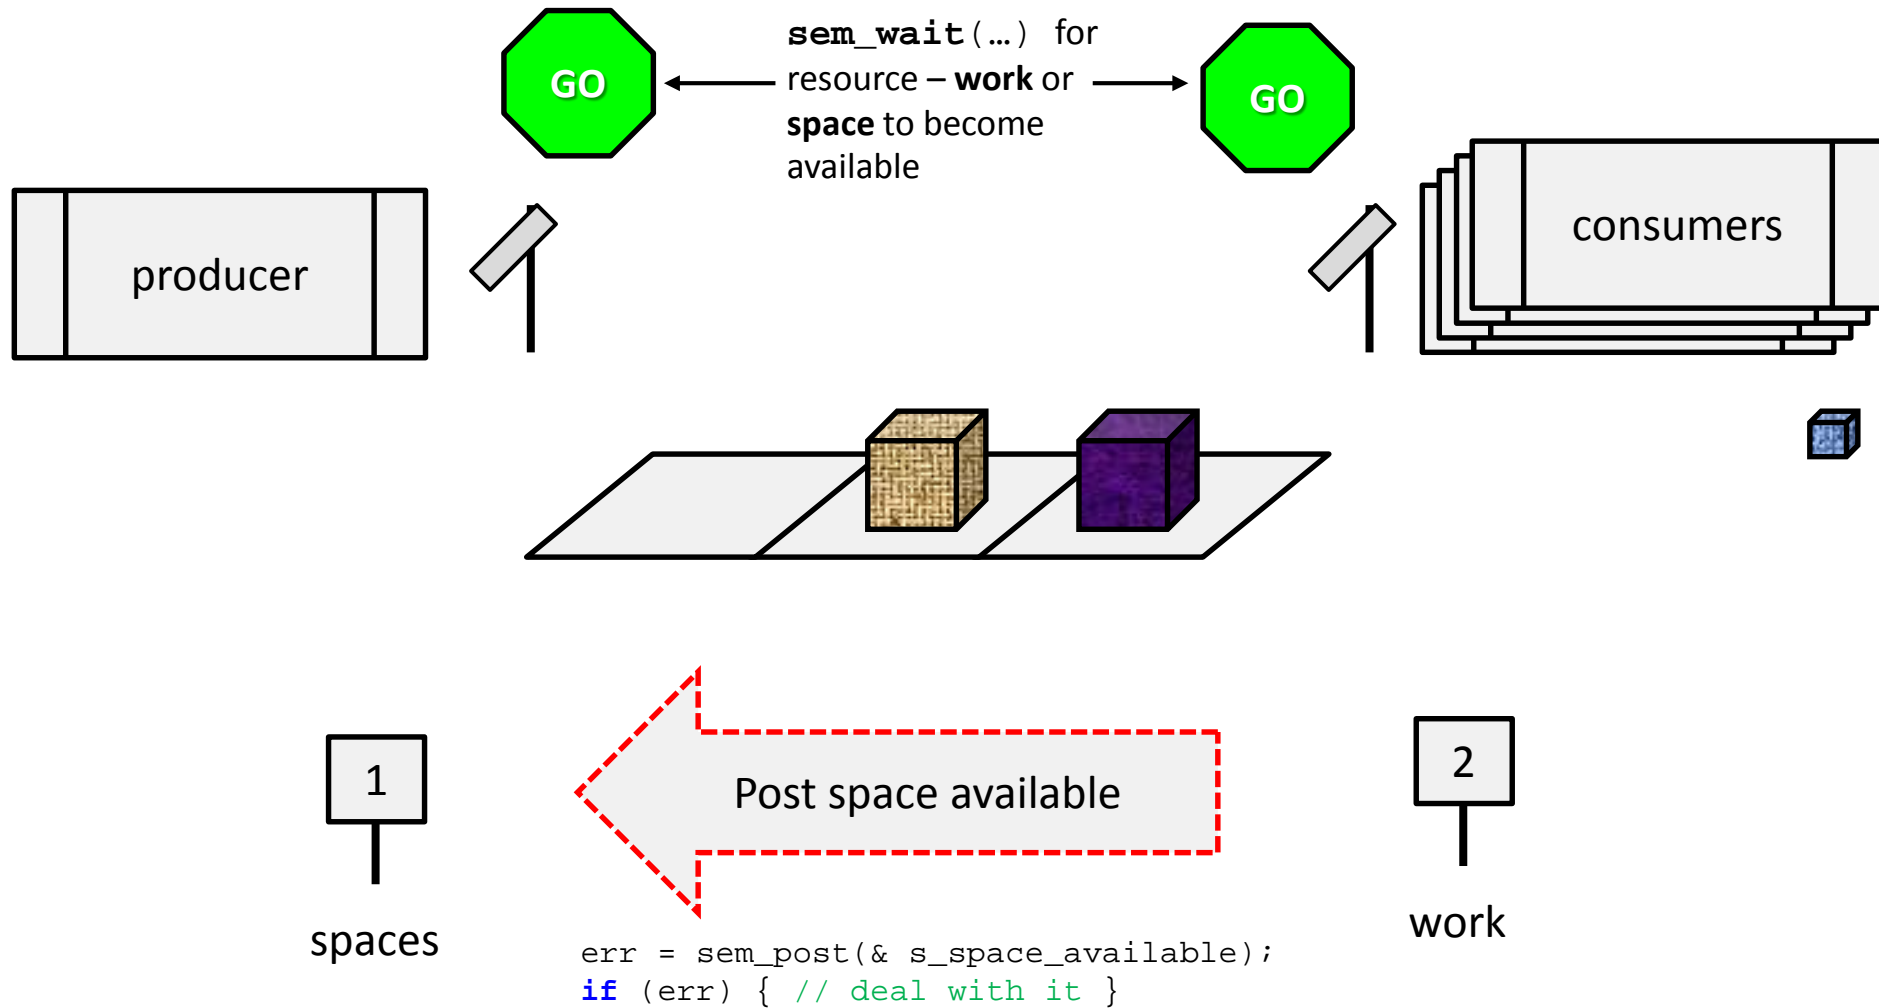 GO
sem_wait(…) for
resource – work or
space to become
available
GO
producer
consumers
1
spaces
Post space available
2
work
err = sem_post(& s_space_available);
if (err) { // deal with it }